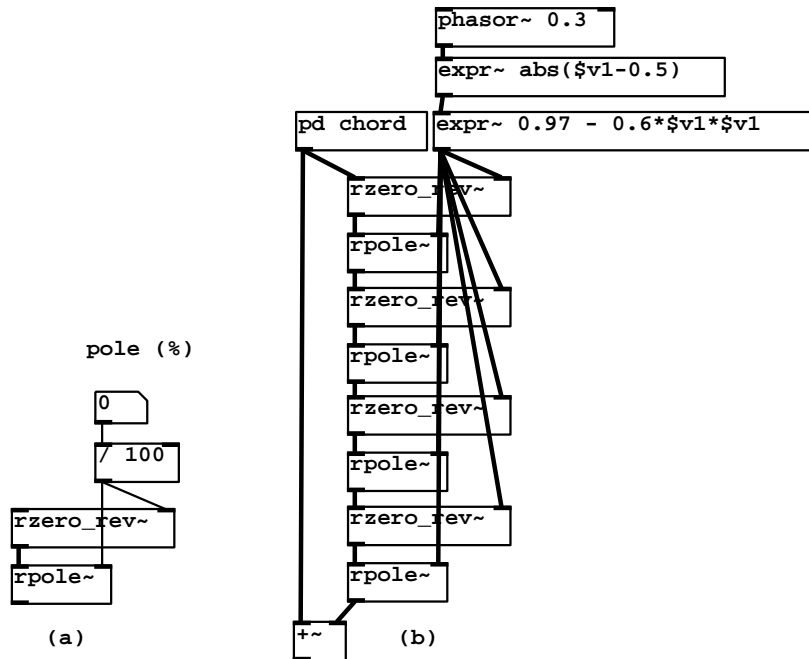 phasor~ 0.3
expr~ abs($v1-0.5)
pd chord
expr~ 0.97 - 0.6*$v1*$v1
rzero_rev~
rpole~
rzero_rev~
rpole~
rzero_rev~
rpole~
rzero_rev~
rpole~
+~
(b)
pole (%)
0
/ 100
rzero_rev~
rpole~
(a)